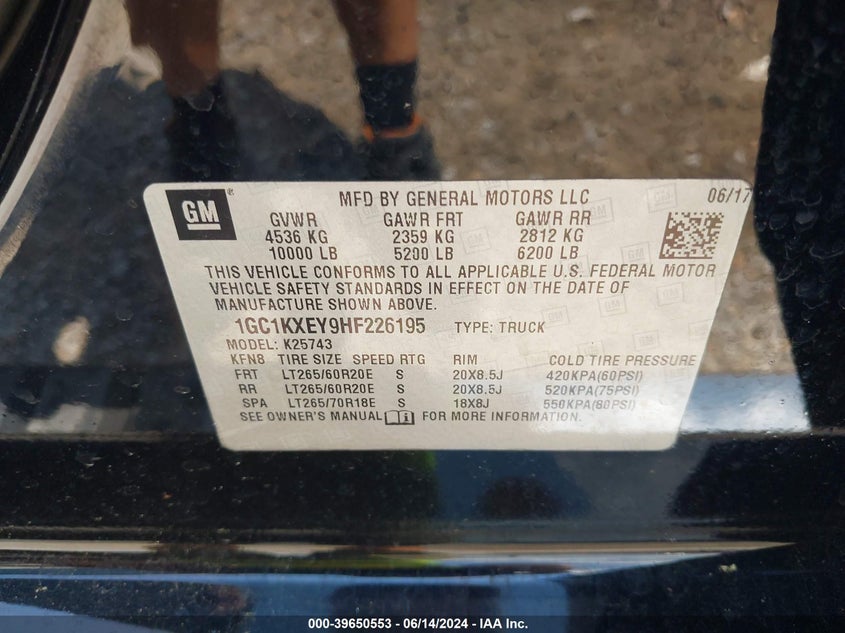 GM® MFD BY GENERAL MOTORS LLC 06/17
GVWR GAWR FRT GAWR RR
4536 KG 2359 KG 2812 KG
10000 LB 5200 LB 6200 LB
THIS VEHICLE CONFORMS TO ALL APPLICABLE U.S. FEDERAL MOTOR
VEHICLE SAFETY STANDARDS IN EFFECT ON THE DATE OF
MANUFACTURE SHOWN ABOVE.
1GC1KXEY9HF226195 TYPE: TRUCK
MODEL: K25743
KFNB TIRE SIZE SPEED RTG RIM COLD TIRE PRESSURE
FRT LT265/60R20E S 20X8.5J 420KPA(60PSI)
RR LT265/60R20E S 20X8.5J 520KPA(75PSI)
SPA LT265/70R18E S 18X8J 550KPA(80PSI)
SEE OWNER'S MANUAL FOR MORE INFORMATION.
000-39650553 - 06/14/2024 - IAA Inc.